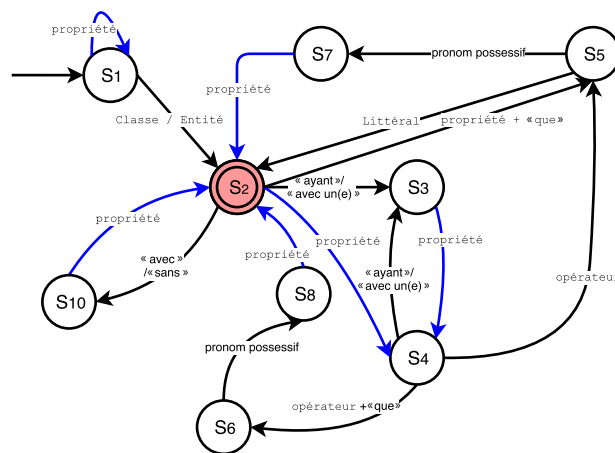 propriété
S1
S7
pronom possessif
S5
propriété
Classe / Entité
Littéral
propriété + «que»
S2
« ayant »/
« avec un(e) »
S3
propriété
propriété
propriété
propriété
« avec »
/« sans »
« ayant »/
« avec un(e) »
opérateur
S10
S8
pronom possessif
S4
opérateur +«que»
S6